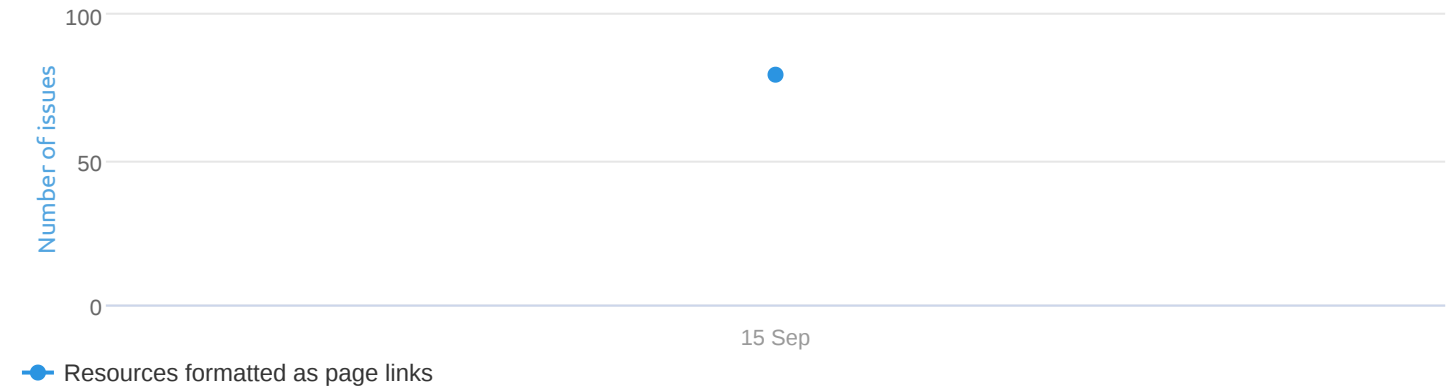 100
Number of issues
50
0
15 Sep
Resources formatted as page links